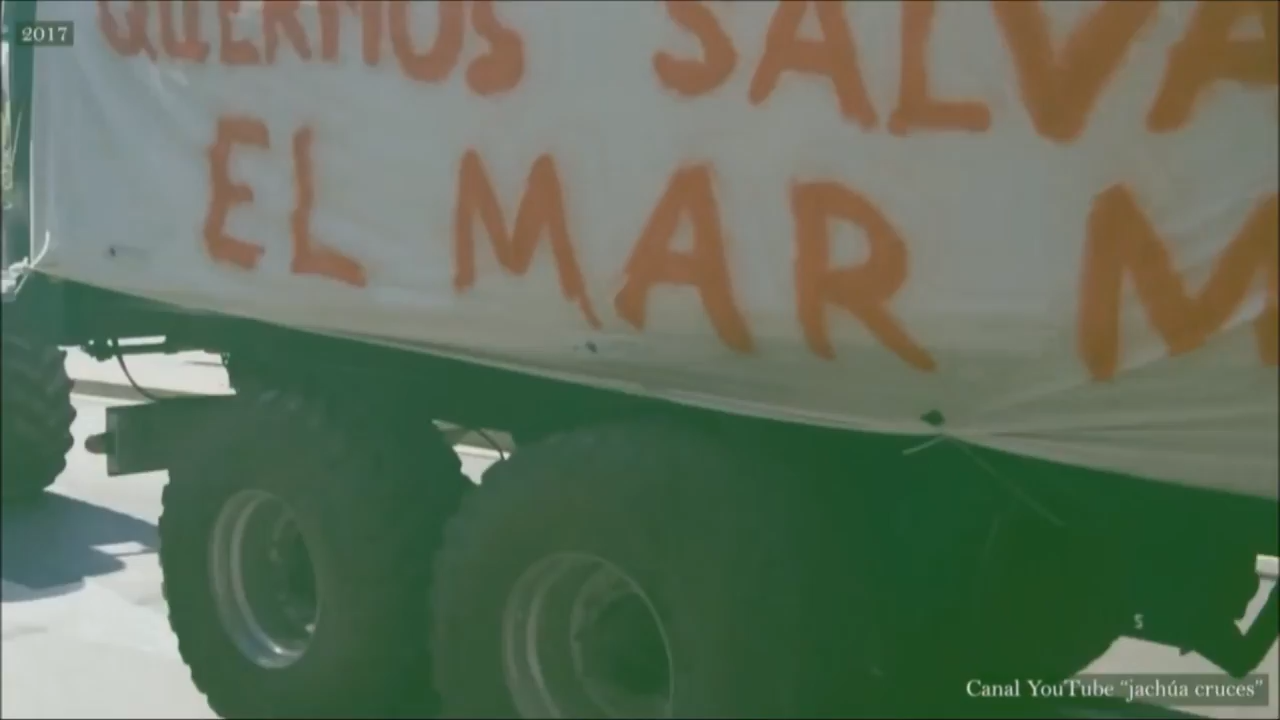 2017
QUERMOS SALVA
EL MAR M
S
Canal YouTube “jachúa cruces”